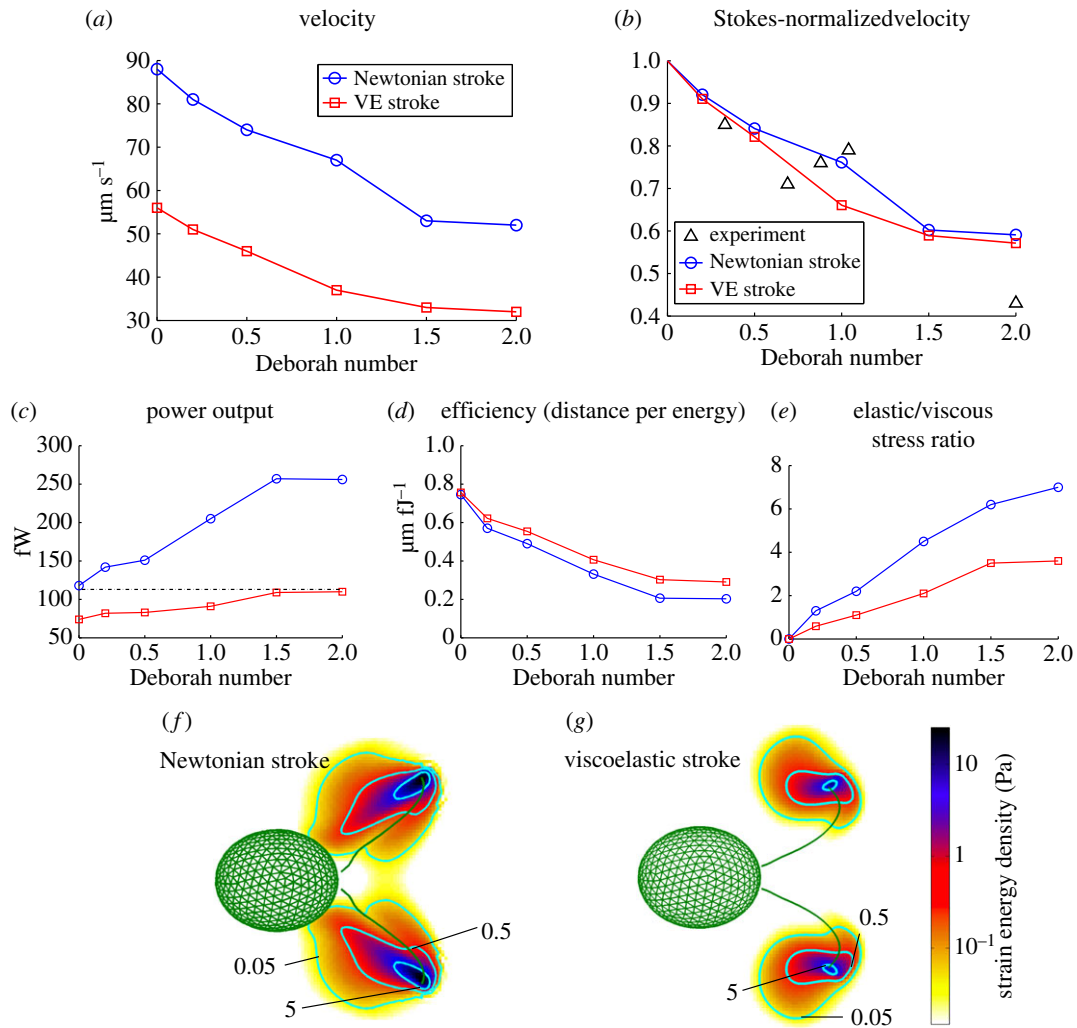 (a) velocity
90
80
70
60
50
40
30
μm s−1
0 0.5 1.0 1.5 2.0
Deborah number
Newtonian stroke
VE stroke
(b) Stokes-normalizedvelocity
1.0
0.9
0.8
0.7
0.6
0.5
0.4
0 0.5 1.0 1.5 2.0
Deborah number
experiment
Newtonian stroke
VE stroke
(c) power output
300
250
200
150
100
50
fW
0 0.5 1.0 1.5 2.0
Deborah number
(d) efficiency (distance per energy)
1.0
0.8
0.6
0.4
0.2
0
μm fJ−1
0 0.5 1.0 1.5 2.0
Deborah number
(e) elastic/viscous
stress ratio
8
6
4
2
0
0 0.5 1.0 1.5 2.0
Deborah number
(f)
Newtonian stroke
0.05
0.5
5
(g)
viscoelastic stroke
0.5
5
0.05
10
1
10−1
strain energy density (Pa)